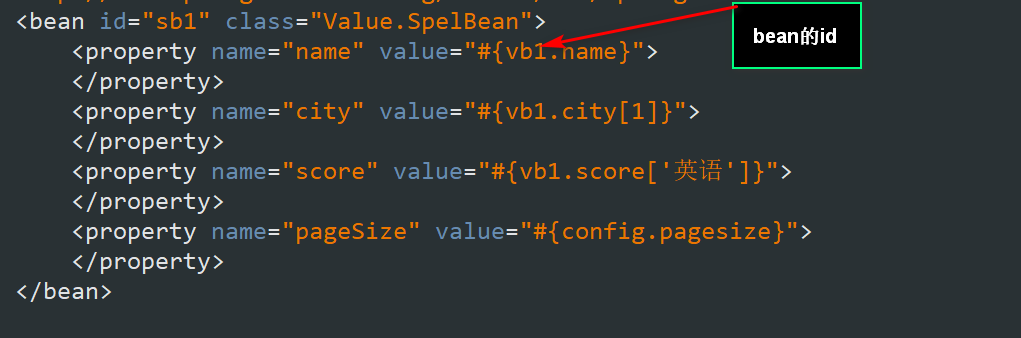 <bean id="sb1" class="Value.SpelBean">
<property name="name" value="#{vb1.name}">
</property>
<property name="city" value="#{vb1.city[1]}">
</property>
<property name="score" value="#{vb1.score['英语']}">
</property>
<property name="pageSize" value="#{config.pagesize}">
</property>
</bean>
bean的id